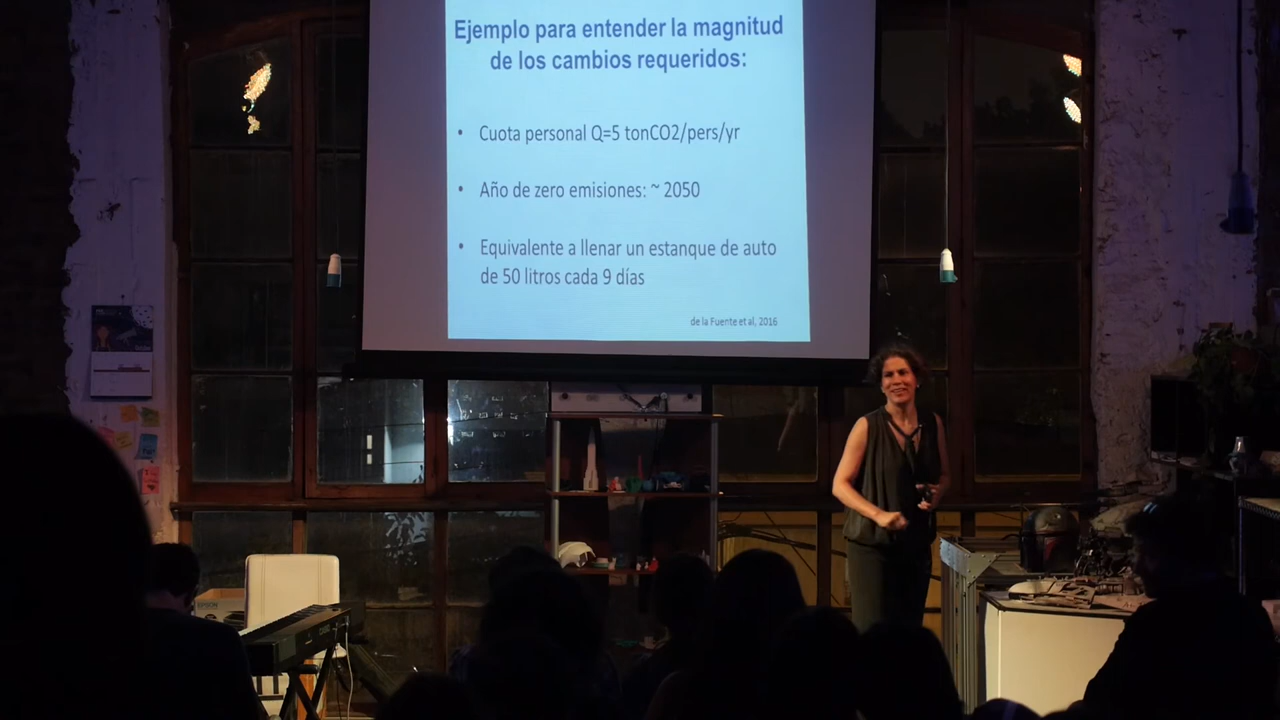 Ejemplo para entender la magnitud
de los cambios requeridos:
• Cuota personal Q=5 tonCO2/pers/yr
• Año de zero emisiones: ~ 2050
• Equivalente a llenar un estanque de auto
de 50 litros cada 9 días
de la Fuente et al, 2016
EPSON